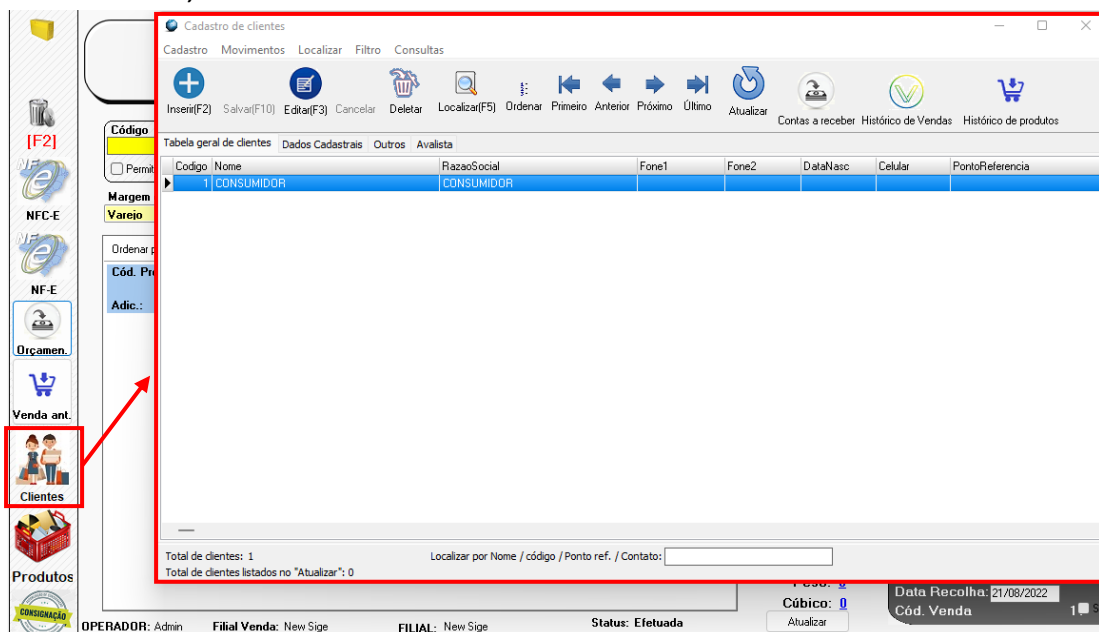 Cadastro de clientes
Cadastro Movimentos Localizar Filtro Consultas
Inserir(F2) Salvar(F10) Editar(F3) Cancelar Deletar Localizar(F5) Ordenar Primeiro Anterior Próximo Último Atualizar Contas a receber Histórico de Vendas Histórico de produtos
Tabela geral de clientes Dados Cadastrais Outros Avalista
Codigo Nome RazaoSocial Fone1 Fone2 DataNasc Celular PontoReferencia
1 CONSUMIDOR CONSUMIDOR
Total de clientes: 1 Localizar por Nome / código / Ponto ref. / Contato:
Total de clientes listados no "Atualizar": 0
[F2]
NFC-E
NF-E
Orçamen.
Venda ant.
Clientes
Produtos
CONSIGNAÇÃO
Código
Margem
Varejo
Adic.:
Cúbico: 0
Atualizar
Data Recolha: 21/08/2022
Cód. Venda 1
OPERADOR: Admin Filial Venda: New Sige FILIAL: New Sige Status: Efetuada